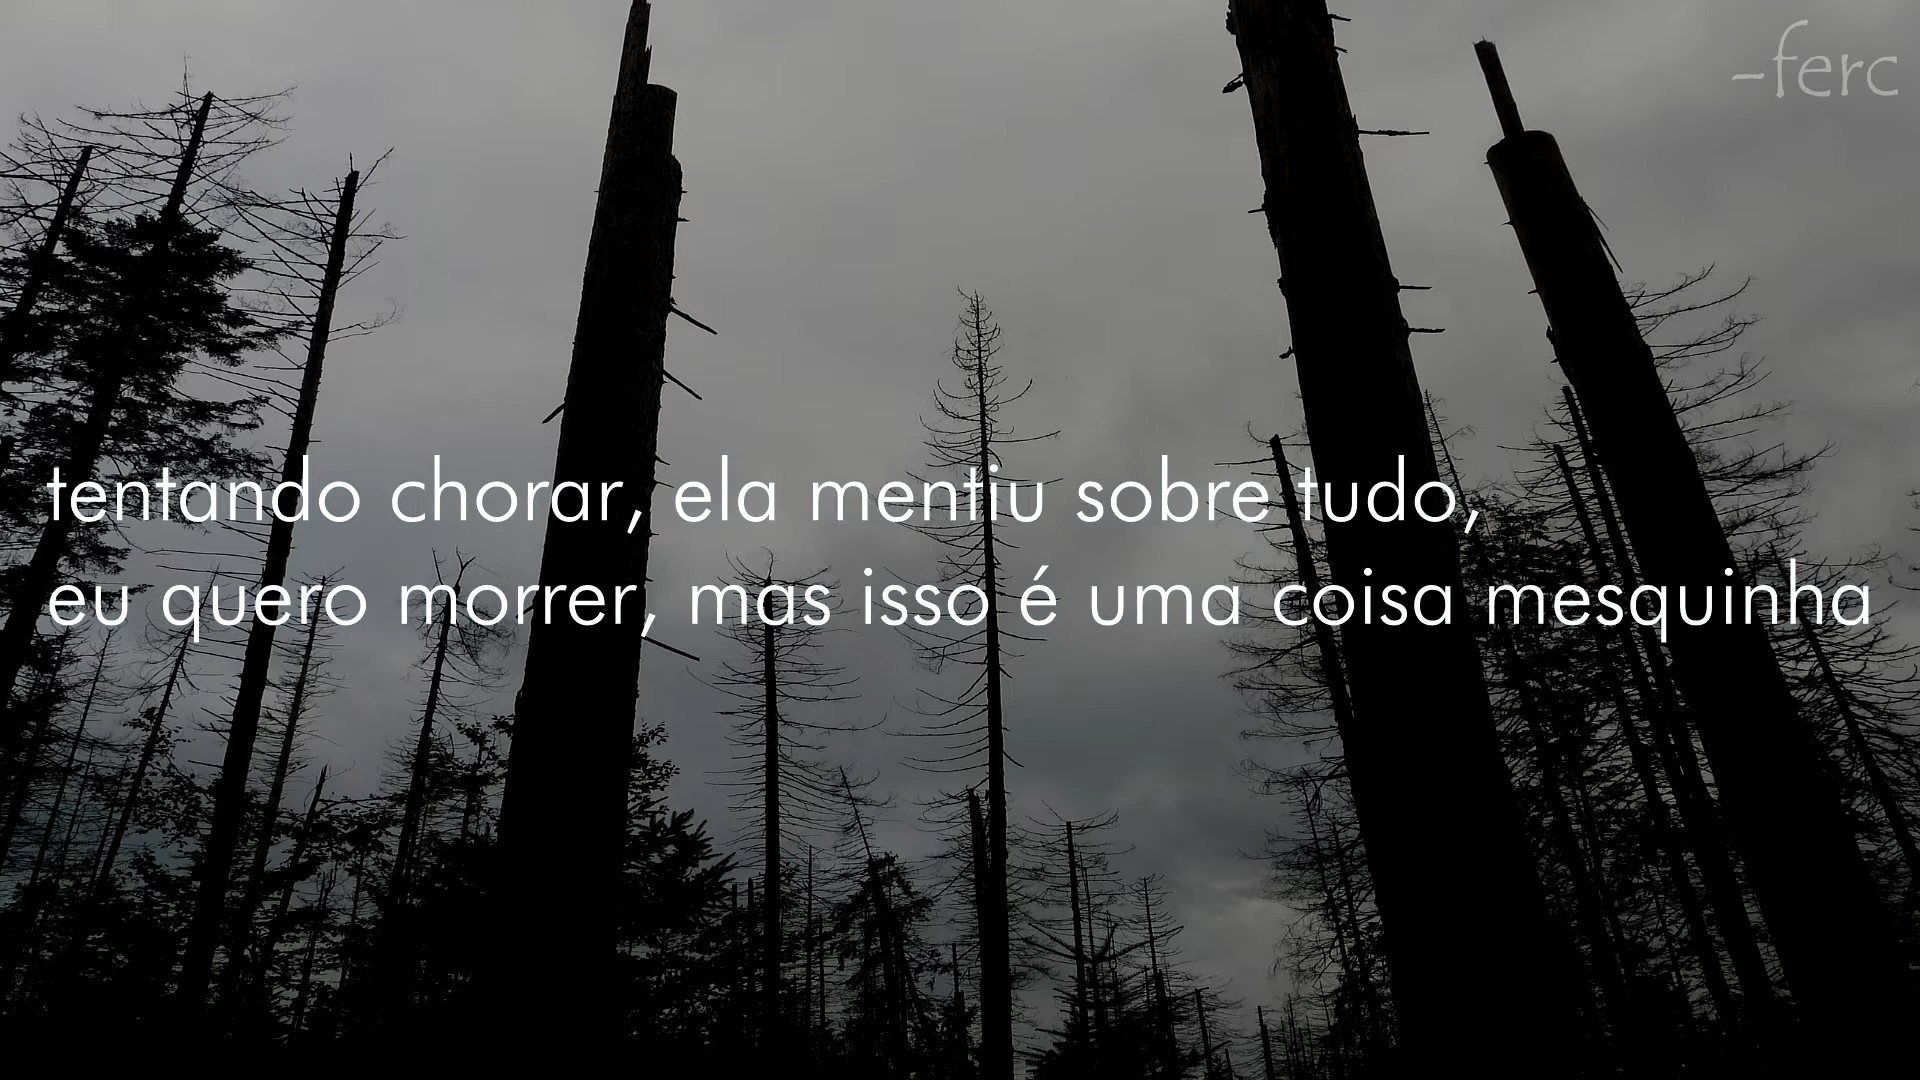 -ferc
tentando chorar, ela mentiu sobre tudo,
eu quero morrer, mas isso é uma coisa mesquinha